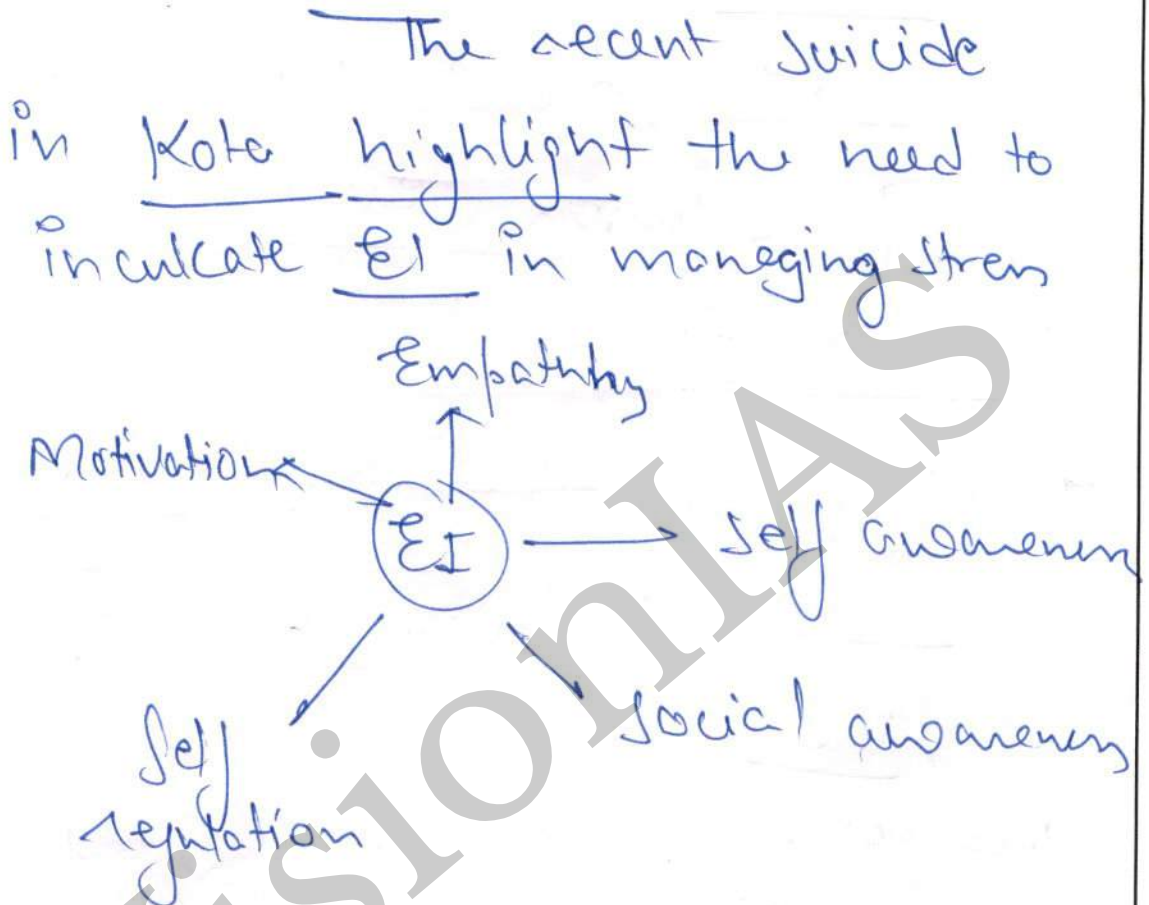 The recent suicide
in Kota highlight the need to
inculcate EI in managing stress
Empathy
Motivation
EI
Self awareness
Social awareness
Self
regulation
VisionIAS